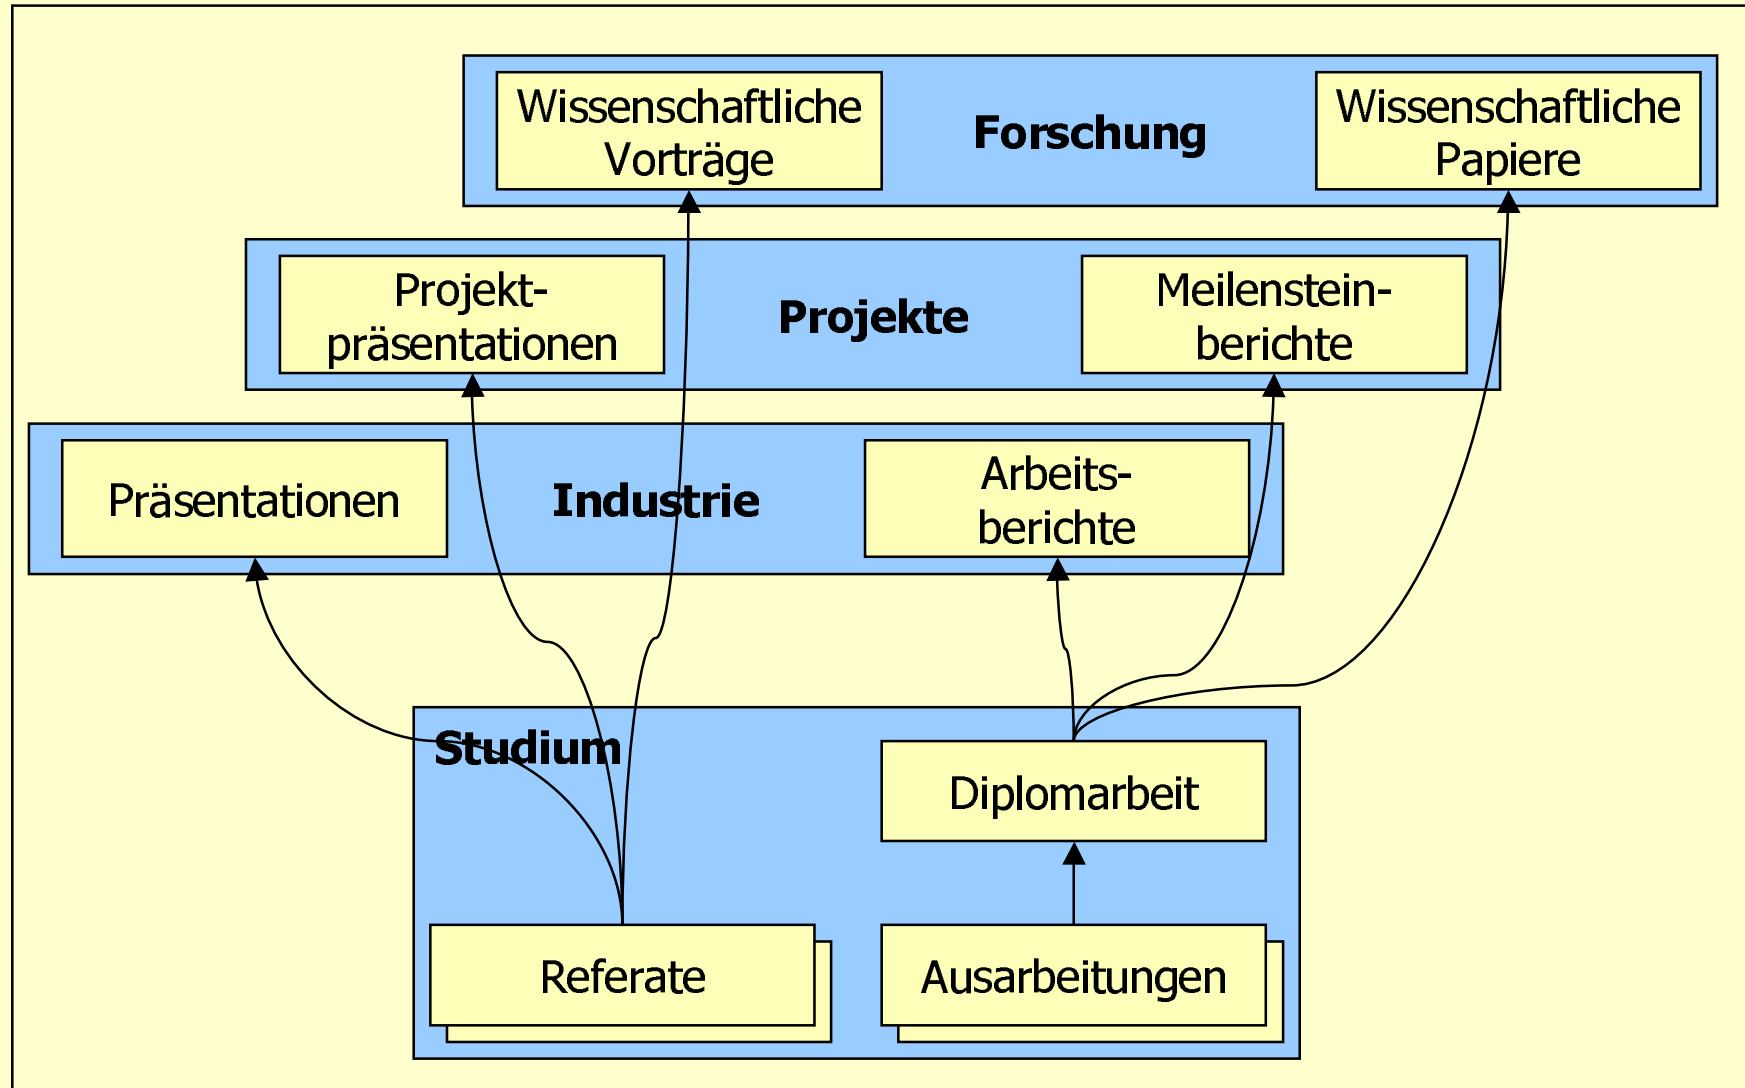 Wissenschaftliche
Vorträge
Forschung
Wissenschaftliche
Papiere
Projekt-
präsentationen
Projekte
Meilenstein-
berichte
Präsentationen
Industrie
Arbeits-
berichte
Studium
Diplomarbeit
Referate
Ausarbeitungen